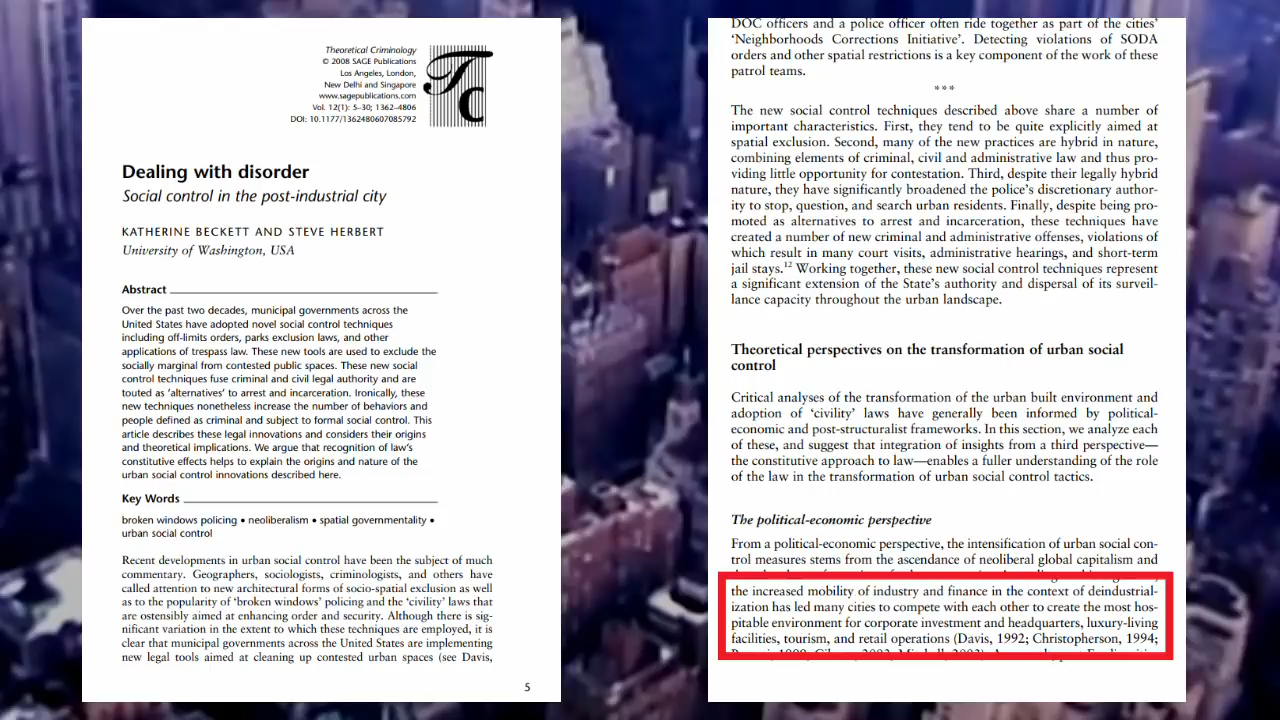 Theoretical Criminology
© 2008 SAGE Publications
Los Angeles, London,
New Delhi and Singapore
www.sagepublications.com
Vol. 12(1): 5–30; 1362–4806
DOI: 10.1177/1362480607085792
TC
Dealing with disorder
Social control in the post-industrial city
KATHERINE BECKETT AND STEVE HERBERT
University of Washington, USA
Abstract
Over the past two decades, municipal governments across the
United States have adopted novel social control techniques
including off-limits orders, parks exclusion laws, and other
applications of trespass law. These new tools are used to exclude the
socially marginal from contested public spaces. These new social
control techniques fuse criminal and civil legal authority and are
touted as ‘alternatives’ to arrest and incarceration. Ironically, these
new techniques nonetheless increase the number of behaviors and
people defined as criminal and subject to formal social control. This
article describes these legal innovations and considers their origins
and theoretical implications. We argue that recognition of law’s
constitutive effects helps to explain the origins and nature of the
urban social control innovations described here.
Key Words
broken windows policing • neoliberalism • spatial governmentality •
urban social control
Recent developments in urban social control have been the subject of much
commentary. Geographers, sociologists, criminologists, and others have
called attention to new architectural forms of socio-spatial exclusion as well
as to the popularity of ‘broken windows’ policing and the ‘civility’ laws that
are ostensibly aimed at enhancing order and security. Although there is sig-
nificant variation in the extent to which these techniques are employed, it is
clear that municipal governments across the United States are implementing
new legal tools aimed at cleaning up contested urban spaces (see Davis,
5
DOC officers and a police officer often ride together as part of the cities’
‘Neighborhoods Corrections Initiative’. Detecting violations of SODA
orders and other spatial restrictions is a key component of the work of these
patrol teams.
***
The new social control techniques described above share a number of
important characteristics. First, they tend to be quite explicitly aimed at
spatial exclusion. Second, many of the new practices are hybrid in nature,
combining elements of criminal, civil and administrative law and thus pro-
viding little opportunity for contestation. Third, despite their legally hybrid
nature, they have significantly broadened the police’s discretionary author-
ity to stop, question, and search urban residents. Finally, despite being pro-
moted as alternatives to arrest and incarceration, these techniques have
created a number of new criminal and administrative offenses, violations of
which result in many court visits, administrative hearings, and short-term
jail stays.12 Working together, these new social control techniques represent
a significant extension of the State’s authority and dispersal of its surveil-
lance capacity throughout the urban landscape.
Theoretical perspectives on the transformation of urban social
control
Critical analyses of the transformation of the urban built environment and
adoption of ‘civility’ laws have generally been informed by political-
economic and post-structuralist frameworks. In this section, we analyze each
of these, and suggest that integration of insights from a third perspective—
the constitutive approach to law—enables a fuller understanding of the role
of the law in the transformation of urban social control tactics.
The political-economic perspective
From a political-economic perspective, the intensification of urban social con-
trol measures stems from the ascendance of neoliberal global capitalism and
the increased mobility of industry and finance in the context of deindustrial-
ization has led many cities to compete with each other to create the most hos-
pitable environment for corporate investment and headquarters, luxury-living
facilities, tourism, and retail operations (Davis, 1992; Christopherson, 1994;